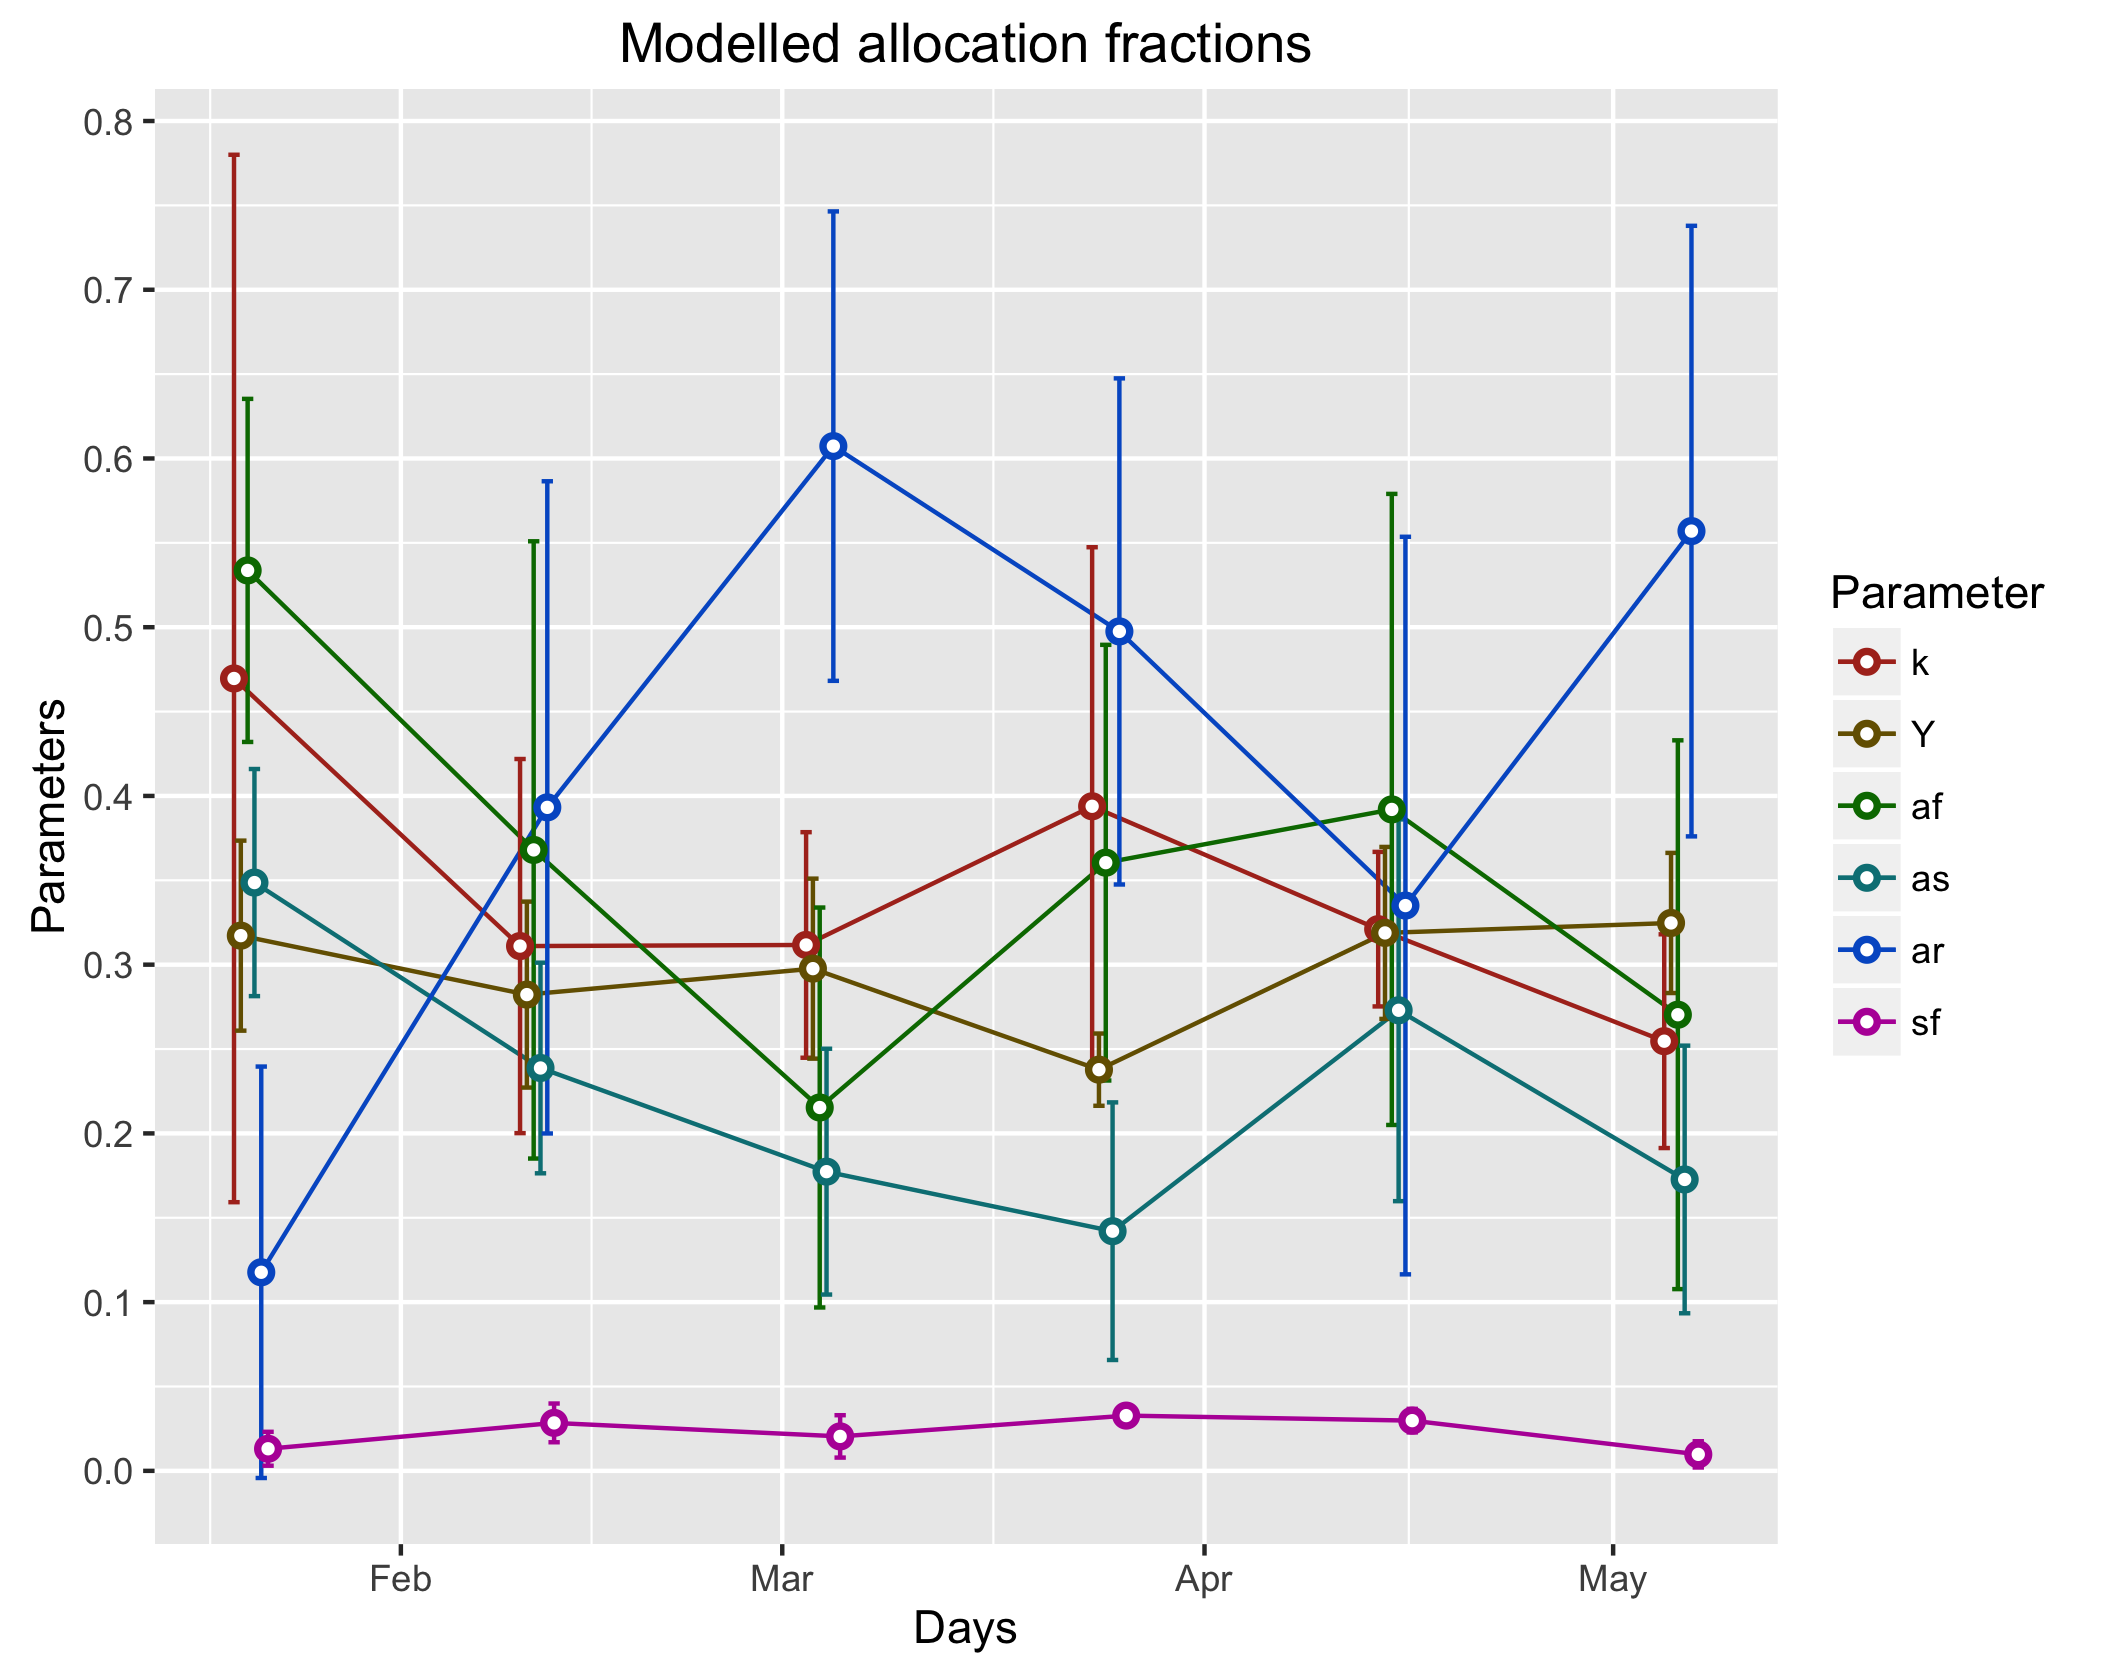 Modelled allocation fractions
0.8
0.7
0.6
0.5
0.4
0.3
0.2
0.1
0.0
Parameters
Feb Mar Apr May
Days
Parameter
k
Y
af
as
ar
sf